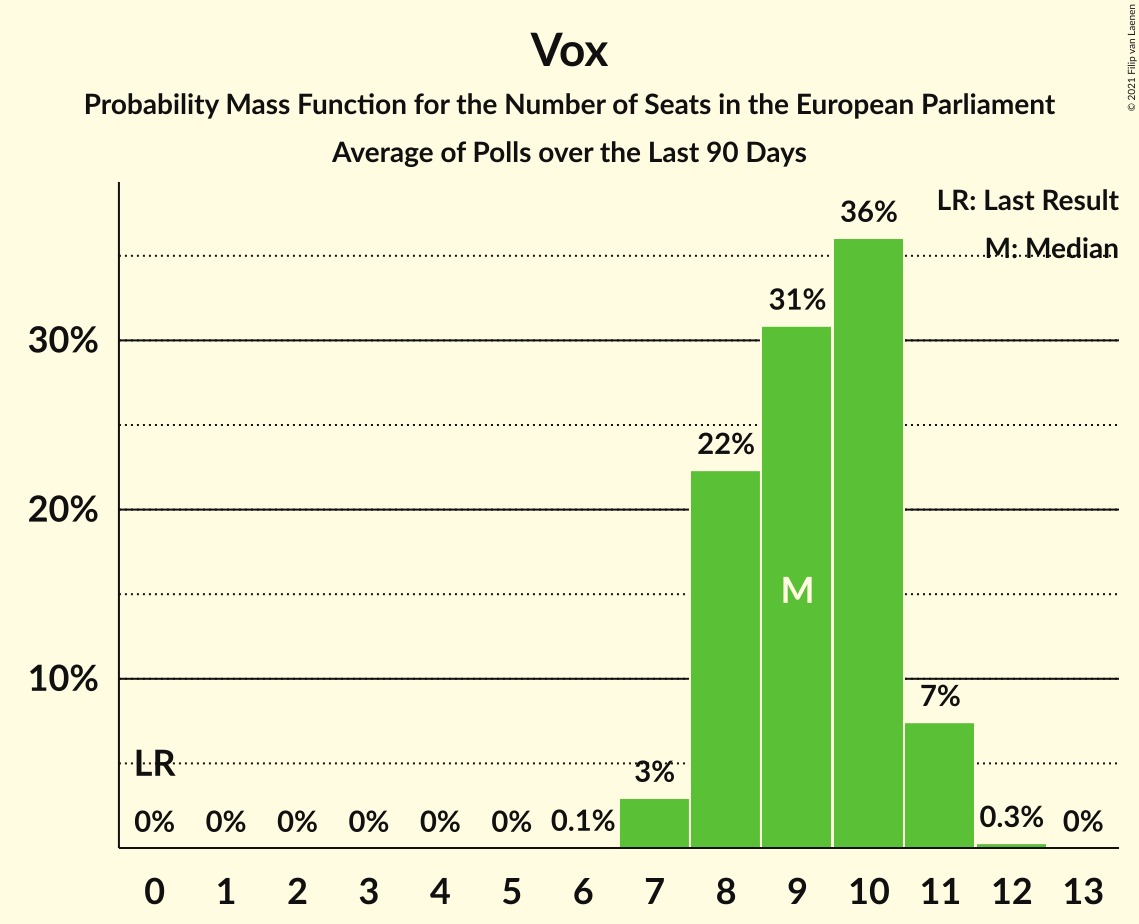 Vox
Probability Mass Function for the Number of Seats in the European Parliament
Average of Polls over the Last 90 Days
© 2021 Filip van Laenen
LR: Last Result
M: Median
36%
31%
30%
22%
20%
M
10%
7%
LR
3%
0% 0% 0% 0% 0% 0% 0.1% 0.3% 0%
0 1 2 3 4 5 6 7 8 9 10 11 12 13